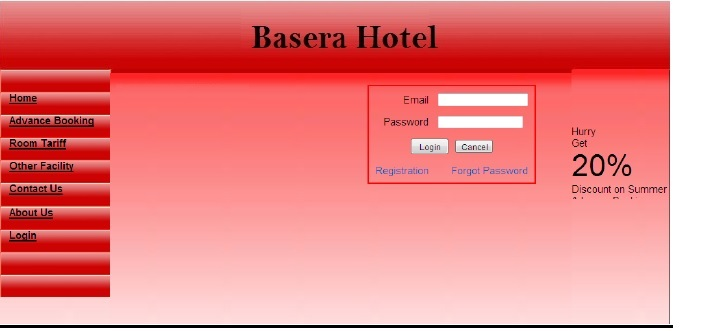 Basera Hotel
Home
Advance Booking
Room Tariff
Other Facility
Contact Us
About Us
Login
Email
Password
Login Cancel
Registration Forgot Password
Hurry
Get
20%
Discount on Summer